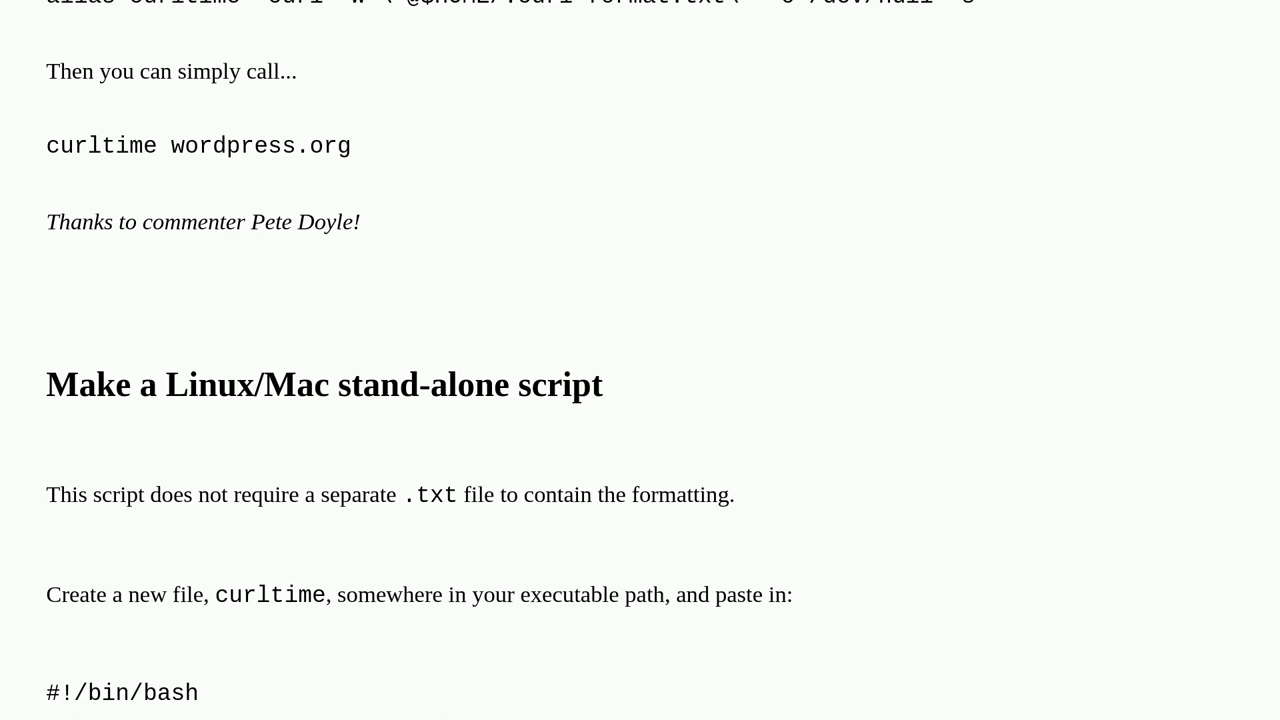 Then you can simply call...
curltime wordpress.org
Thanks to commenter Pete Doyle!
Make a Linux/Mac stand-alone script
This script does not require a separate .txt file to contain the formatting.
Create a new file, curltime, somewhere in your executable path, and paste in:
#!/bin/bash